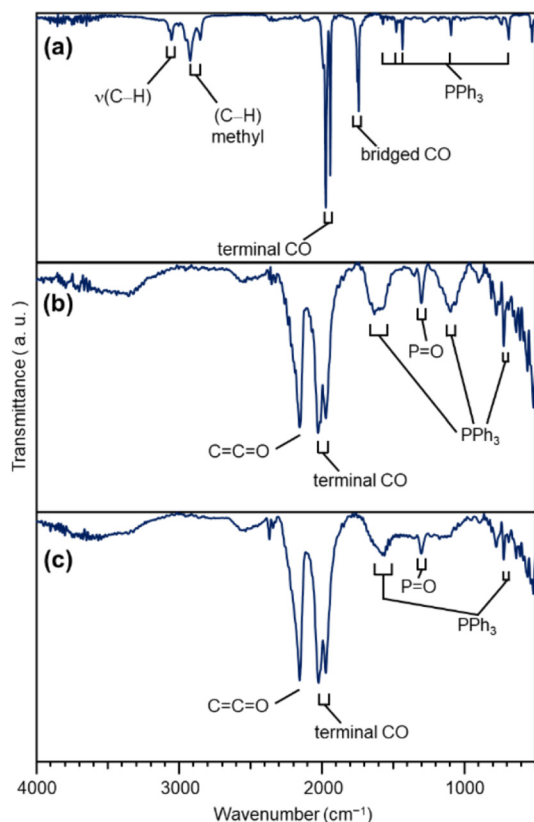 (a)
ν(C–H)
(C–H)
methyl
PPh3
bridged CO
terminal CO
(b)
P=O
PPh3
C=C=O
terminal CO
(c)
P=O
PPh3
C=C=O
terminal CO
Transmittance ( a. u. )
4000 3000 2000 1000
Wavenumber (cm⁻¹)